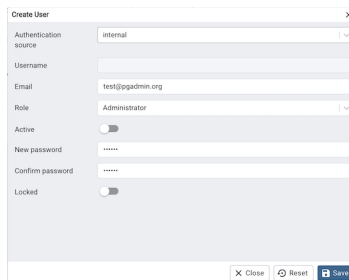 Create User
Authentication source
internal
Username
Email
test@pgadmin.org
Role
Administrator
Active
New password
••••••
Confirm password
••••••
Locked
Close
Reset
Save